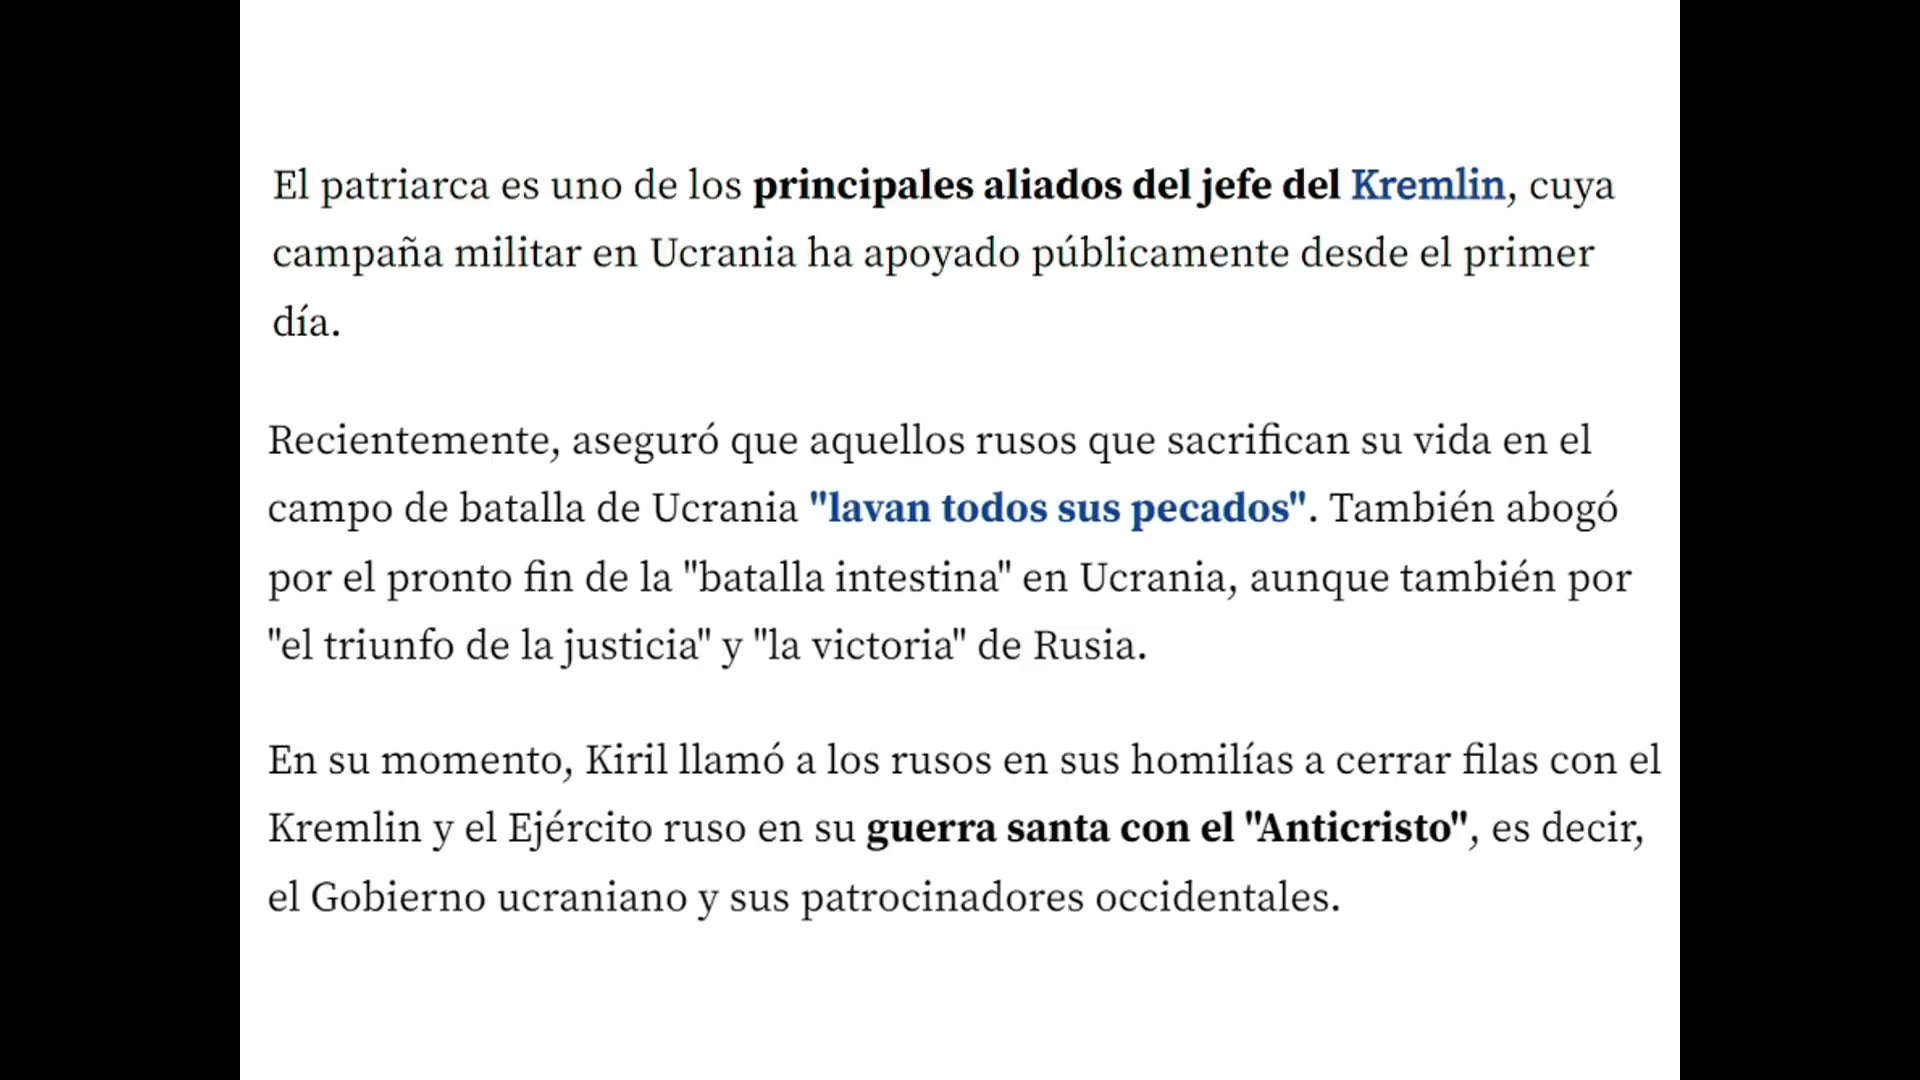 El patriarca es uno de los principales aliados del jefe del Kremlin, cuya
campaña militar en Ucrania ha apoyado públicamente desde el primer
día.
Recientemente, aseguró que aquellos rusos que sacrifican su vida en el
campo de batalla de Ucrania "lavan todos sus pecados". También abogó
por el pronto fin de la "batalla intestina" en Ucrania, aunque también por
"el triunfo de la justicia" y "la victoria" de Rusia.
En su momento, Kiril llamó a los rusos en sus homilías a cerrar filas con el
Kremlin y el Ejército ruso en su guerra santa con el "Anticristo", es decir,
el Gobierno ucraniano y sus patrocinadores occidentales.